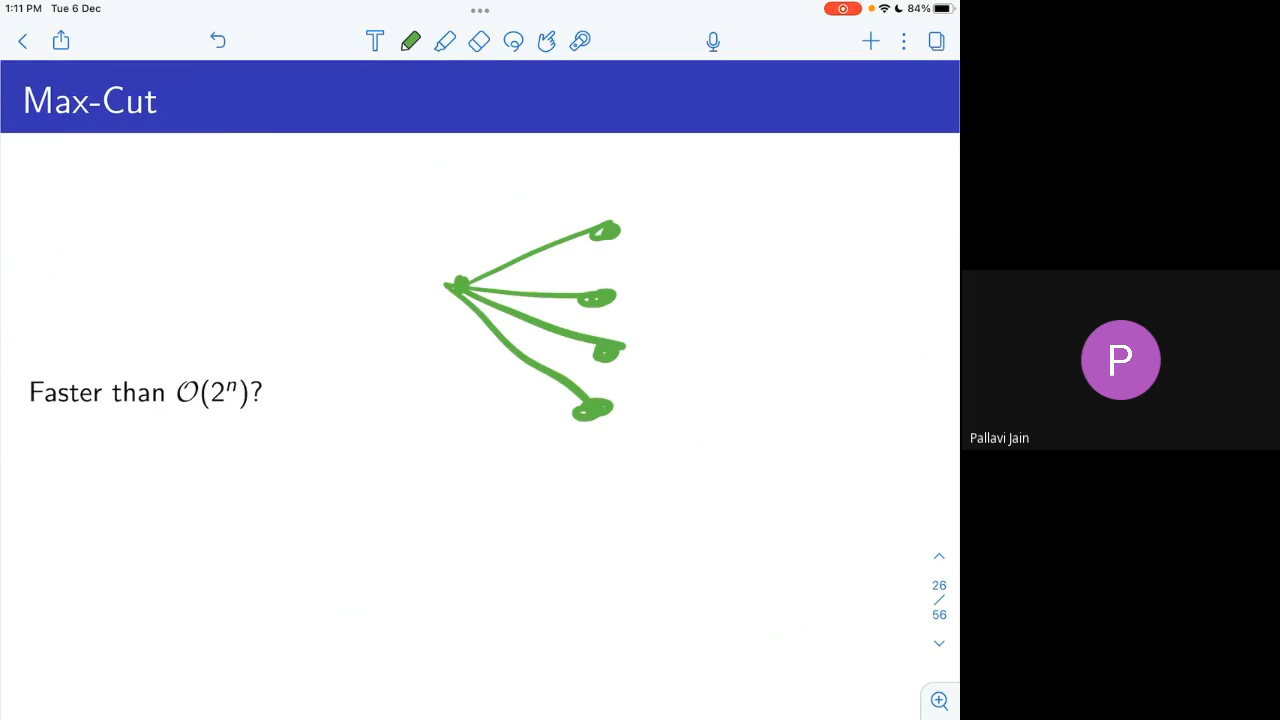 1:11 PM Tue 6 Dec
84%
T
Max-Cut
Faster than 𝒪(2ⁿ)?
P
Pallavi Jain
26
/
56